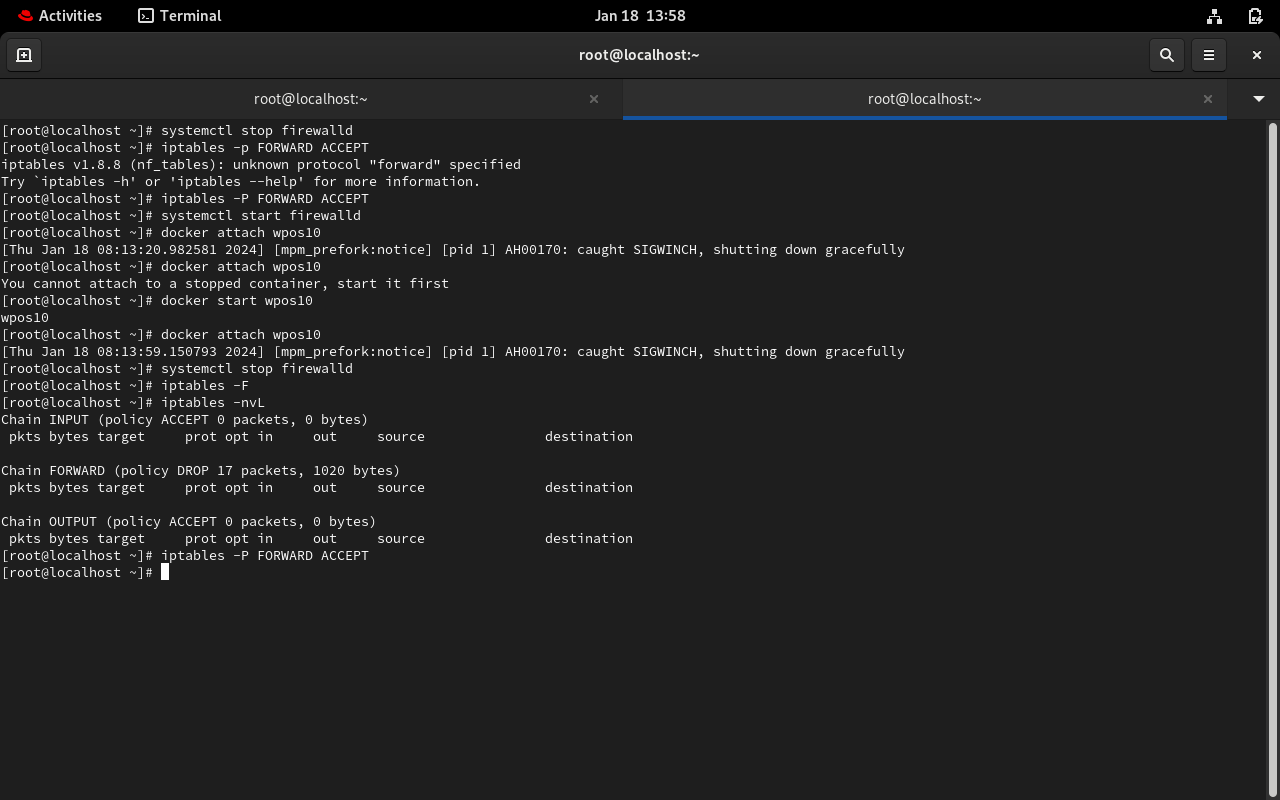 Activities
Terminal
Jan 18 13:58
root@localhost:~
root@localhost:~
root@localhost:~
[root@localhost ~]# systemctl stop firewalld
[root@localhost ~]# iptables -p FORWARD ACCEPT
iptables v1.8.8 (nf_tables): unknown protocol "forward" specified
Try `iptables -h' or 'iptables --help' for more information.
[root@localhost ~]# iptables -P FORWARD ACCEPT
[root@localhost ~]# systemctl start firewalld
[root@localhost ~]# docker attach wpos10
[Thu Jan 18 08:13:20.982581 2024] [mpm_prefork:notice] [pid 1] AH00170: caught SIGWINCH, shutting down gracefully
[root@localhost ~]# docker attach wpos10
You cannot attach to a stopped container, start it first
[root@localhost ~]# docker start wpos10
wpos10
[root@localhost ~]# docker attach wpos10
[Thu Jan 18 08:13:59.150793 2024] [mpm_prefork:notice] [pid 1] AH00170: caught SIGWINCH, shutting down gracefully
[root@localhost ~]# systemctl stop firewalld
[root@localhost ~]# iptables -F
[root@localhost ~]# iptables -nvL
Chain INPUT (policy ACCEPT 0 packets, 0 bytes)
 pkts bytes target     prot opt in     out     source               destination

Chain FORWARD (policy DROP 17 packets, 1020 bytes)
 pkts bytes target     prot opt in     out     source               destination

Chain OUTPUT (policy ACCEPT 0 packets, 0 bytes)
 pkts bytes target     prot opt in     out     source               destination
[root@localhost ~]# iptables -P FORWARD ACCEPT
[root@localhost ~]#